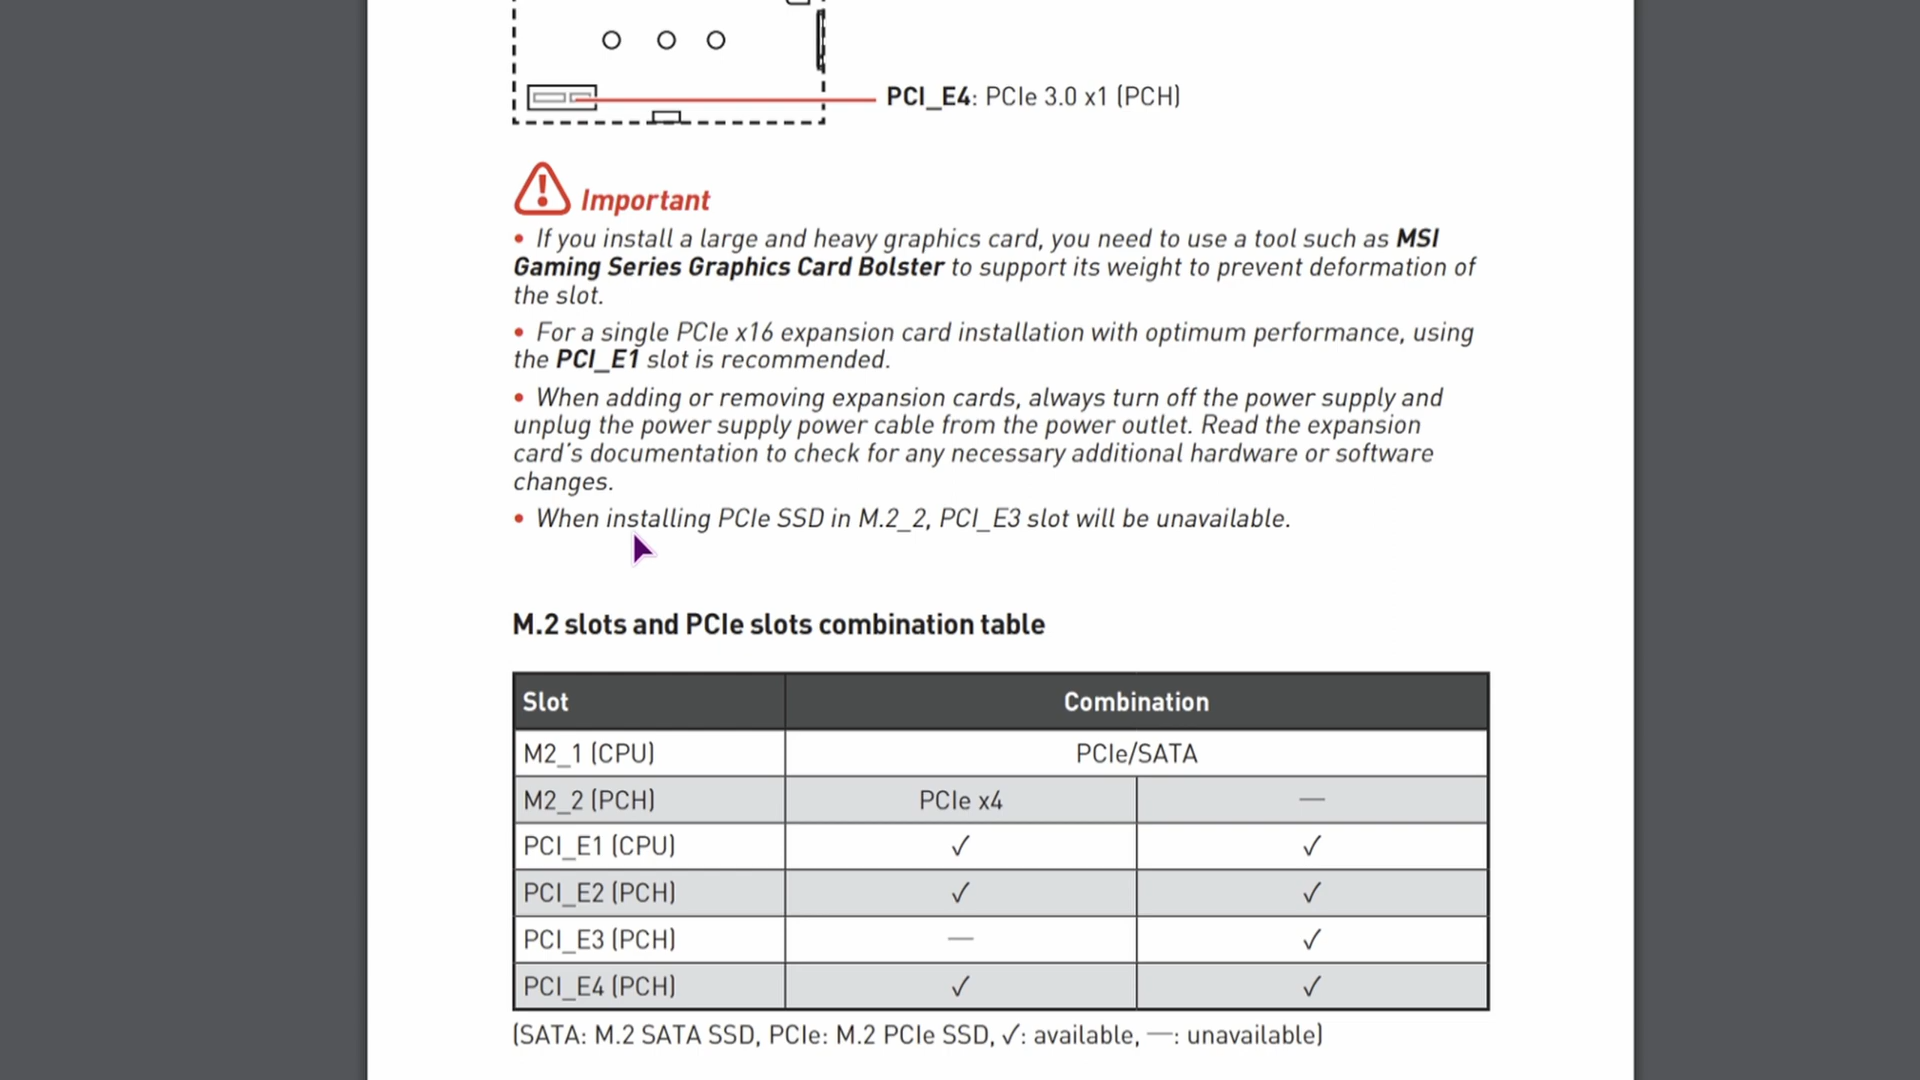 PCI_E4: PCIe 3.0 x1 (PCH)
Important
• If you install a large and heavy graphics card, you need to use a tool such as MSI
Gaming Series Graphics Card Bolster to support its weight to prevent deformation of
the slot.
• For a single PCIe x16 expansion card installation with optimum performance, using
the PCI_E1 slot is recommended.
• When adding or removing expansion cards, always turn off the power supply and
unplug the power supply power cable from the power outlet. Read the expansion
card’s documentation to check for any necessary additional hardware or software
changes.
• When installing PCIe SSD in M.2_2, PCI_E3 slot will be unavailable.
M.2 slots and PCIe slots combination table
Slot Combination
M2_1 (CPU) PCIe/SATA
M2_2 (PCH) PCIe x4 —
PCI_E1 (CPU) ✓ ✓
PCI_E2 (PCH) ✓ ✓
PCI_E3 (PCH) — ✓
PCI_E4 (PCH) ✓ ✓
(SATA: M.2 SATA SSD, PCIe: M.2 PCIe SSD, ✓: available, —: unavailable)